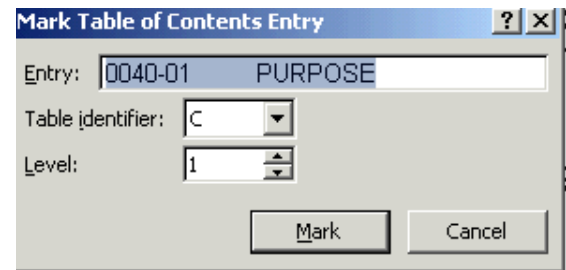 Mark Table of Contents Entry ? X
Entry: 0040-01 PURPOSE
Table identifier: C
Level: 1
Mark Cancel